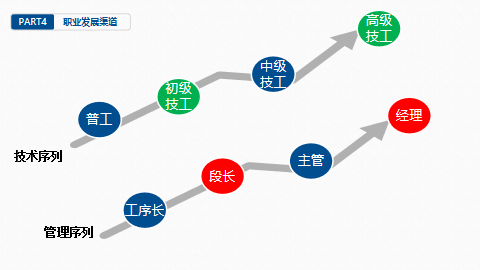 PART4 职业发展渠道
高级
技工
中级
技工
初级
技工
普工
技术序列
经理
主管
段长
工序长
管理序列